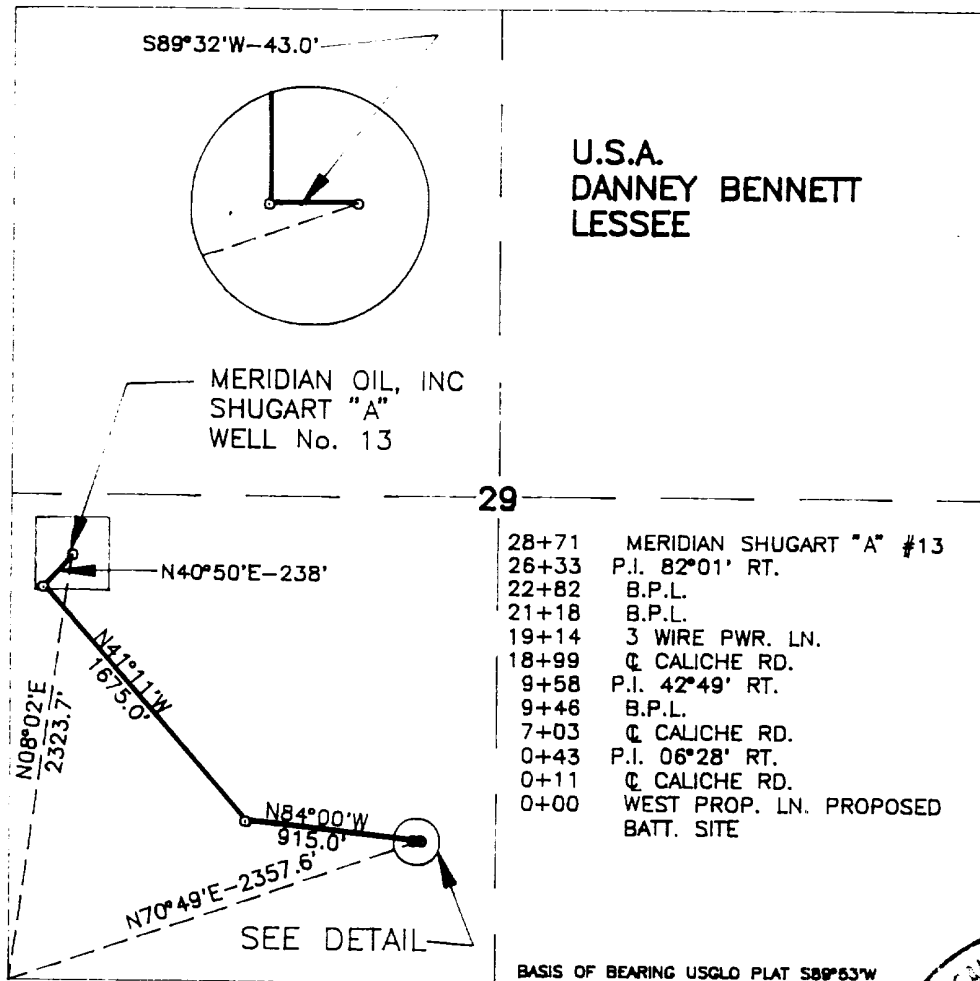 S89°32'W-43.0'
U.S.A.
DANNEY BENNETT
LESSEE
MERIDIAN OIL, INC
SHUGART "A"
WELL No. 13
29
N40°50'E-238'
N41°11'W
1675.0'
N08°02'E
2323.7'
N84°00'W
915.0'
N70°49'E-2357.6'
SEE DETAIL
28+71 MERIDIAN SHUGART "A" #13
26+33 P.I. 82°01' RT.
22+82 B.P.L.
21+18 B.P.L.
19+14 3 WIRE PWR. LN.
18+99 ℄ CALICHE RD.
9+58 P.I. 42°49' RT.
9+46 B.P.L.
7+03 ℄ CALICHE RD.
0+43 P.I. 06°28' RT.
0+11 ℄ CALICHE RD.
0+00 WEST PROP. LN. PROPOSED
BATT. SITE
BASIS OF BEARING USGLO PLAT S89°53'W